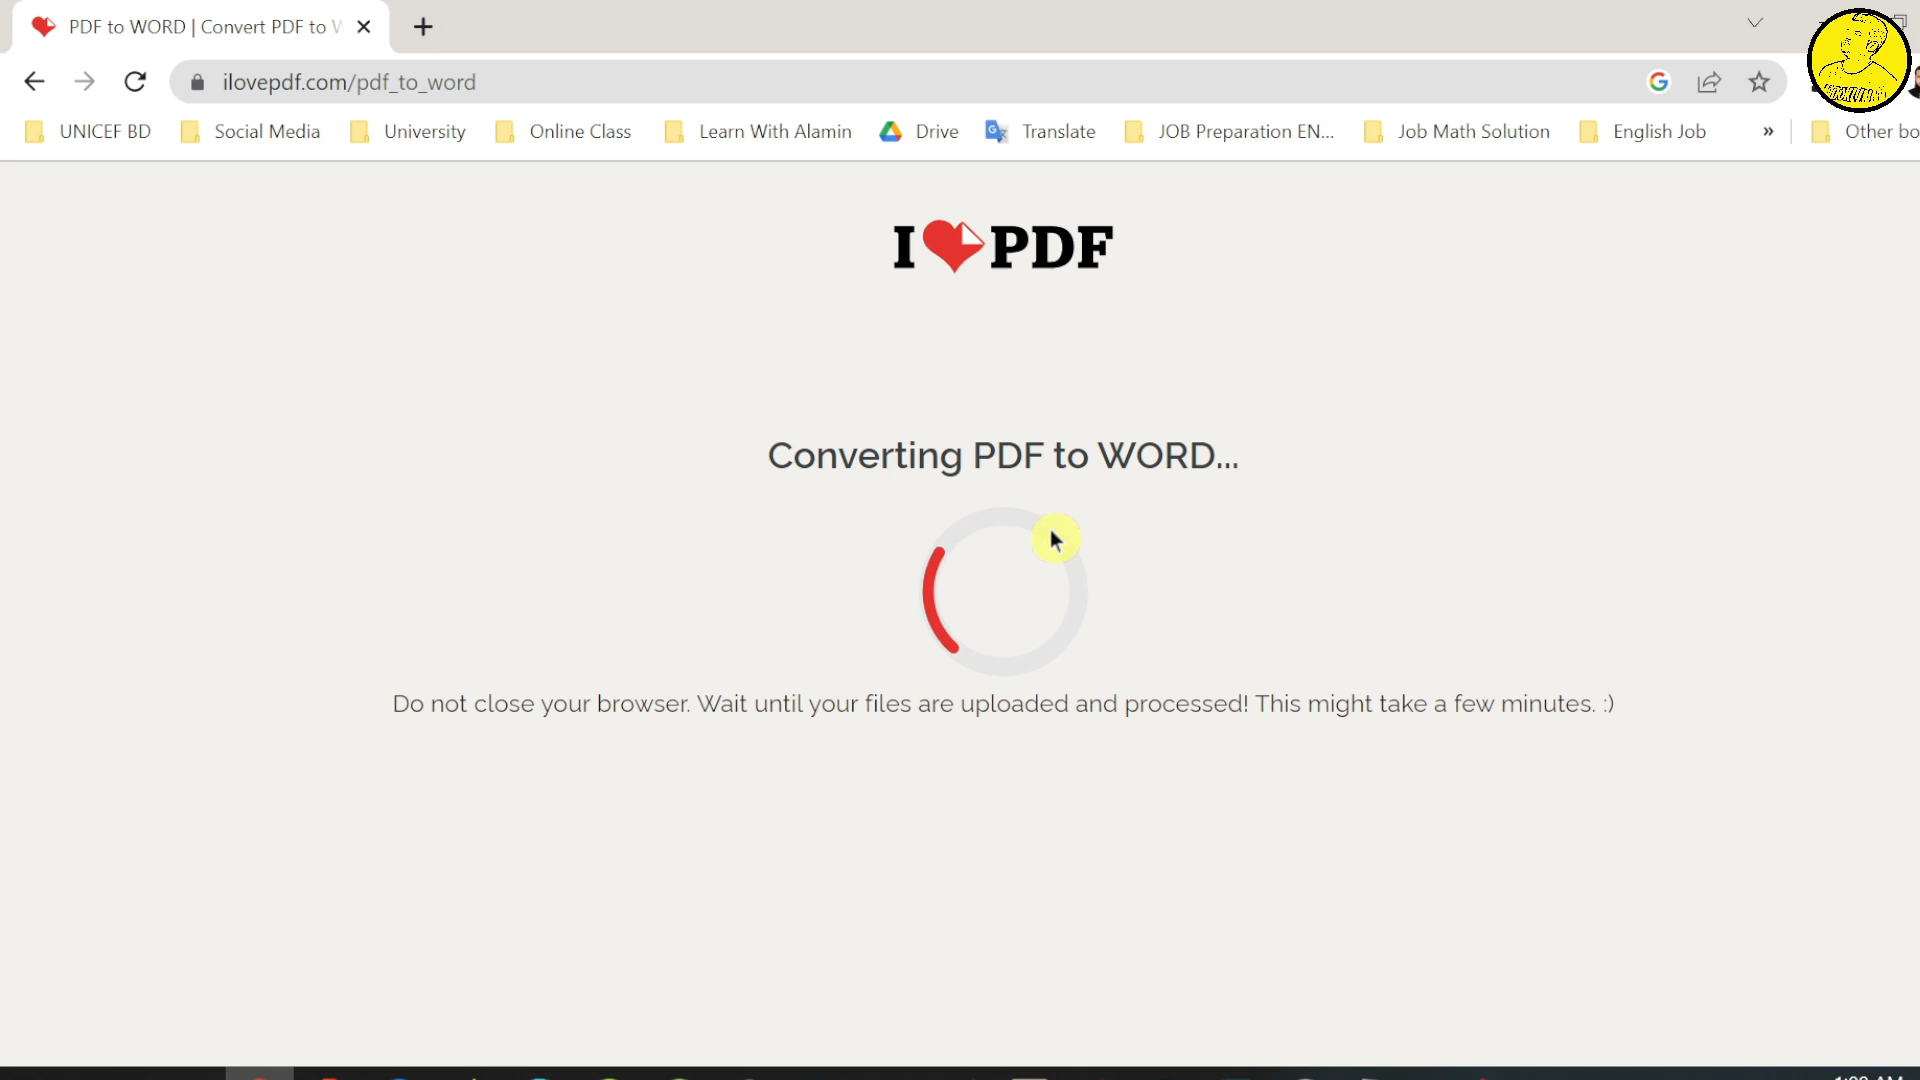 PDF to WORD | Convert PDF to W
ilovepdf.com/pdf_to_word
UNICEF BD Social Media University Online Class Learn With Alamin Drive Translate JOB Preparation EN... Job Math Solution English Job » Other bo
I PDF
Converting PDF to WORD...
Do not close your browser. Wait until your files are uploaded and processed! This might take a few minutes. :)